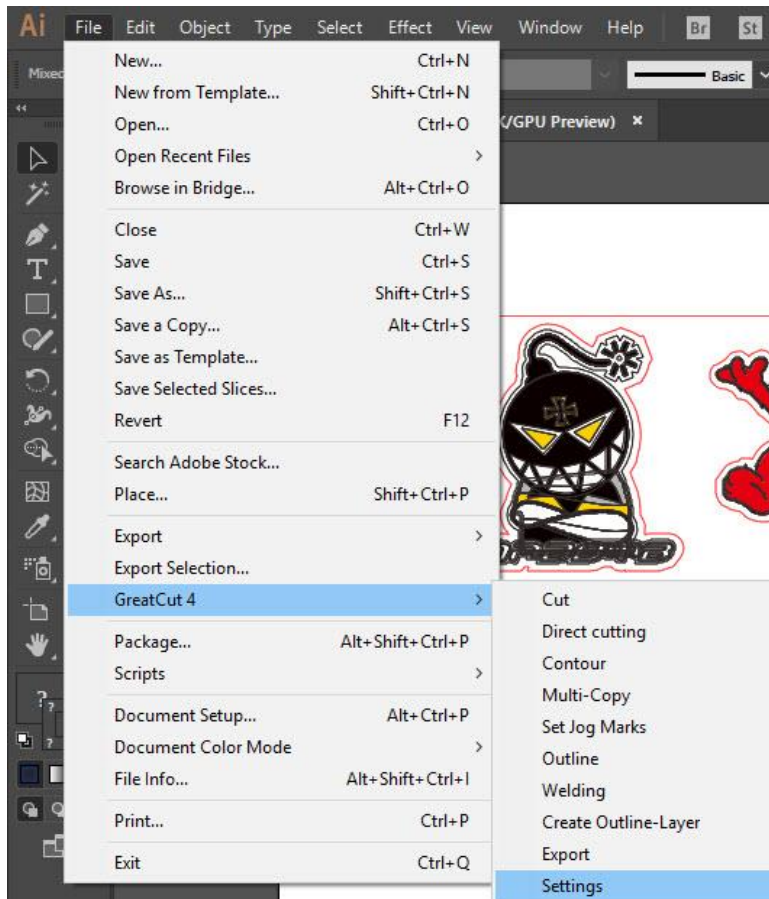 Ai File Edit Object Type Select Effect View Window Help Br St
Mixed Basic
New... Ctrl+N
New from Template... Shift+Ctrl+N
Open... Ctrl+O
/GPU Preview) ×
Open Recent Files >
Browse in Bridge... Alt+Ctrl+O
Close Ctrl+W
Save Ctrl+S
Save As... Shift+Ctrl+S
Save a Copy... Alt+Ctrl+S
Save as Template...
Save Selected Slices...
Revert F12
Search Adobe Stock...
Place... Shift+Ctrl+P
Export >
Export Selection...
GreatCut 4 >
Package... Alt+Shift+Ctrl+P
Scripts >
Document Setup... Alt+Ctrl+P
Document Color Mode >
File Info... Alt+Shift+Ctrl+I
Print... Ctrl+P
Exit Ctrl+Q
Cut
Direct cutting
Contour
Multi-Copy
Set Jog Marks
Outline
Welding
Create Outline-Layer
Export
Settings